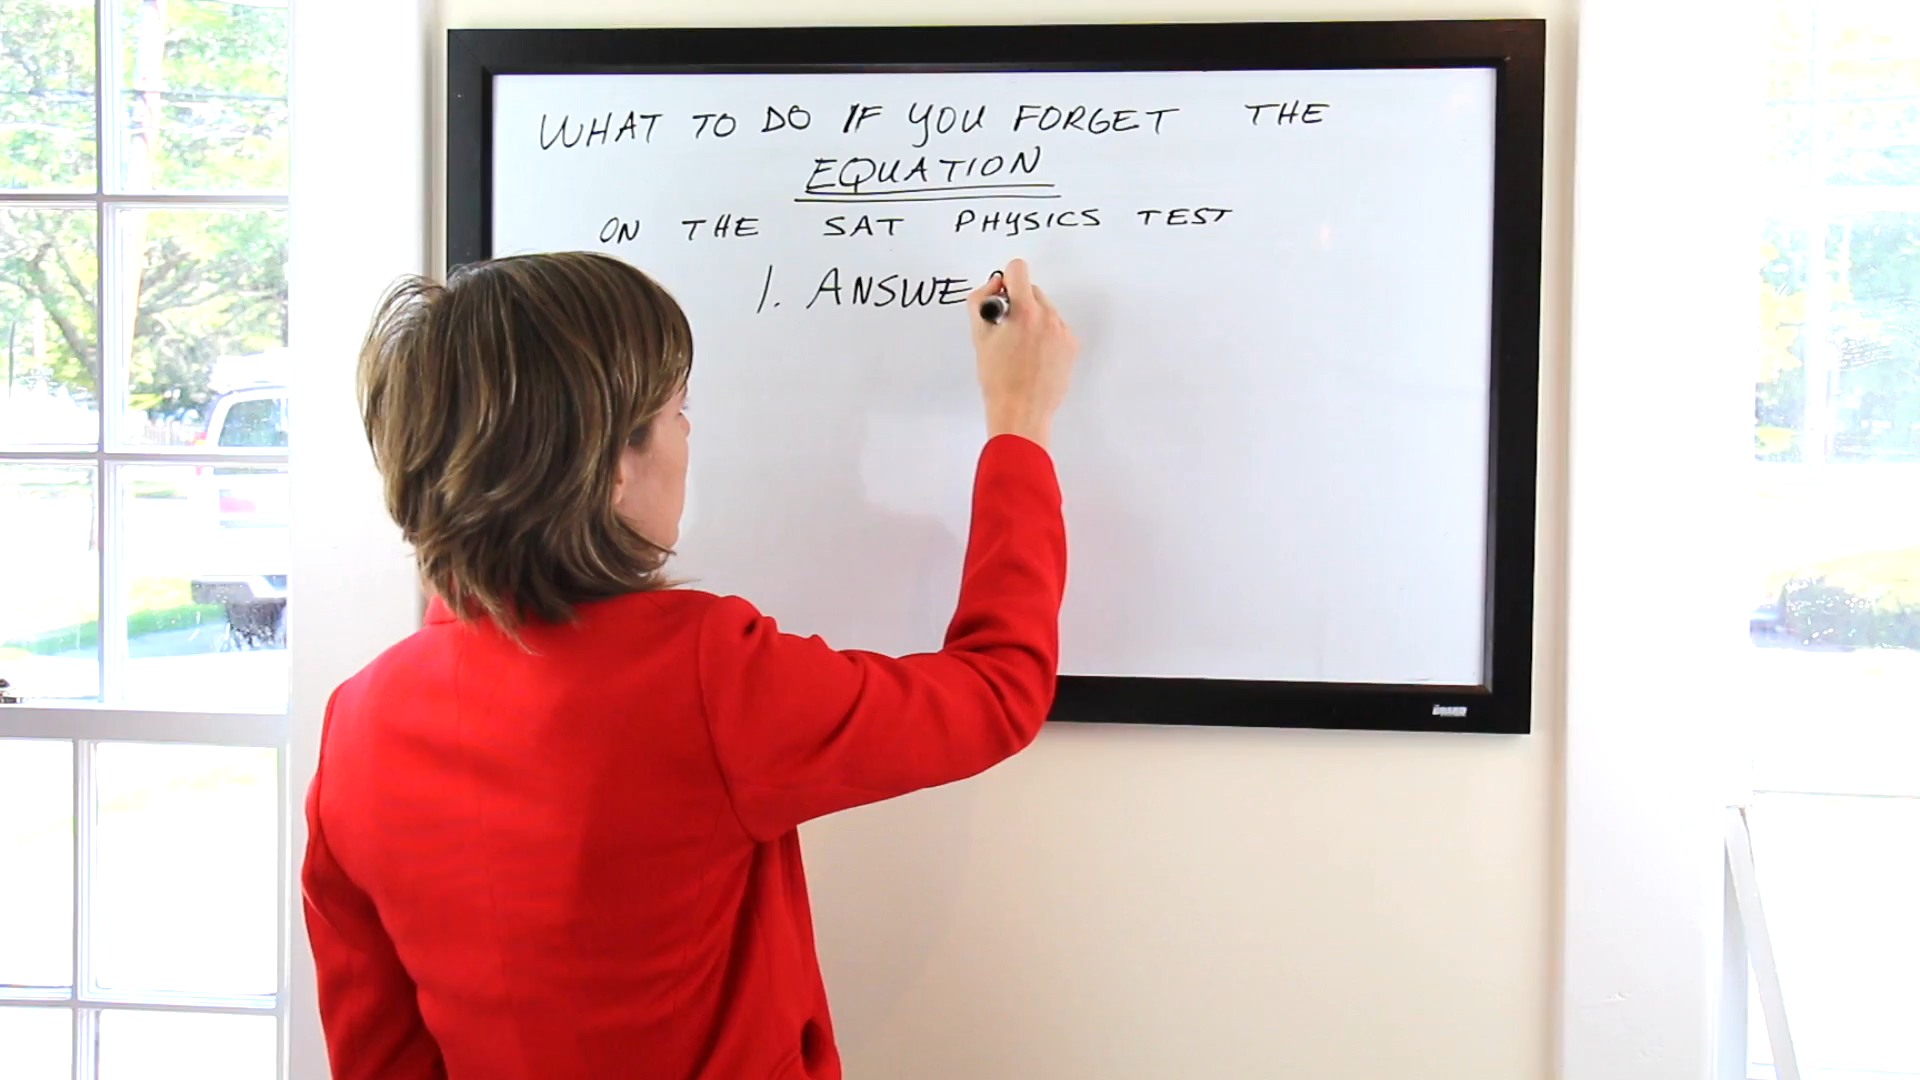 WHAT TO DO IF YOU FORGET THE
EQUATION
ON THE SAT PHYSICS TEST
1. ANSWE